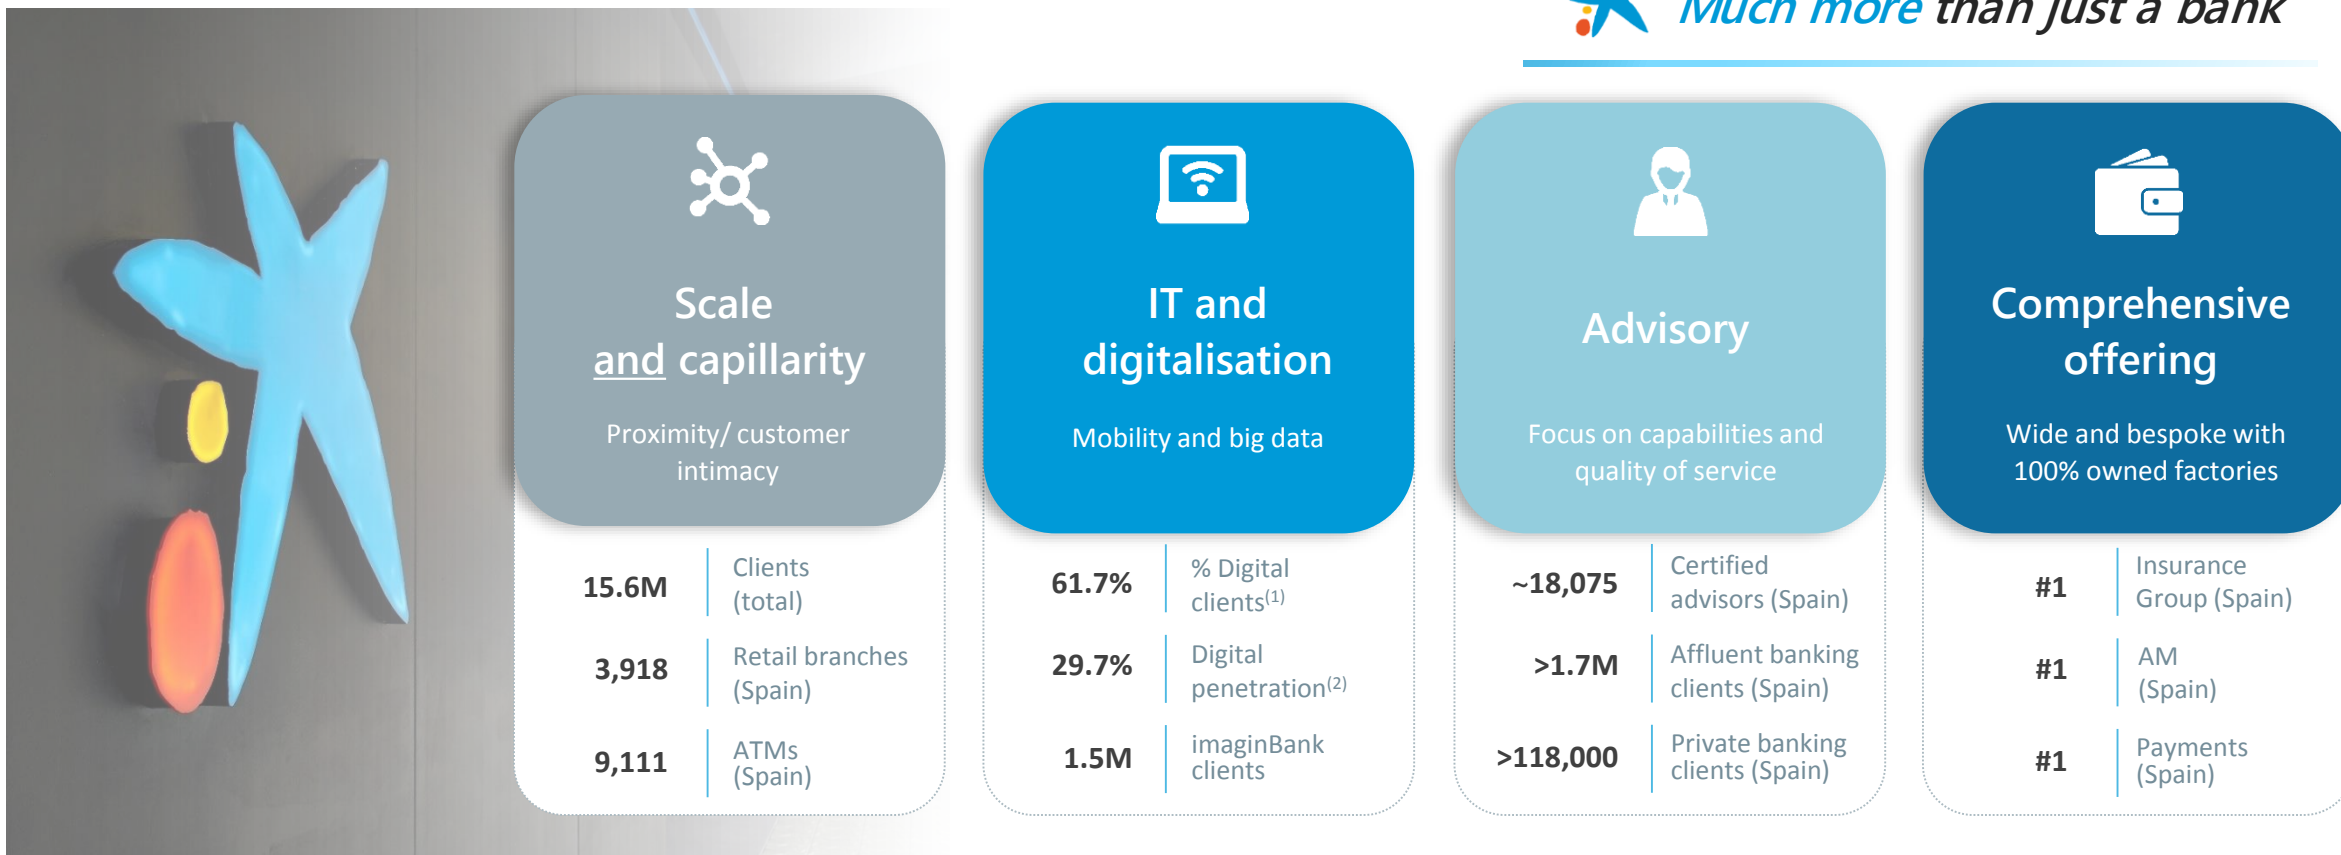 Much more than just a bank
Scale
and capillarity
Proximity/ customer
intimacy
15.6M
Clients
(total)
3,918
Retail branches
(Spain)
9,111
ATMs
(Spain)
IT and
digitalisation
Mobility and big data
61.7%
% Digital
clients(1)
29.7%
Digital
penetration(2)
1.5M
imaginBank
clients
Advisory
Focus on capabilities and
quality of service
~18,075
Certified
advisors (Spain)
>1.7M
Affluent banking
clients (Spain)
>118,000
Private banking
clients (Spain)
Comprehensive
offering
Wide and bespoke with
100% owned factories
#1
Insurance
Group (Spain)
#1
AM
(Spain)
#1
Payments
(Spain)